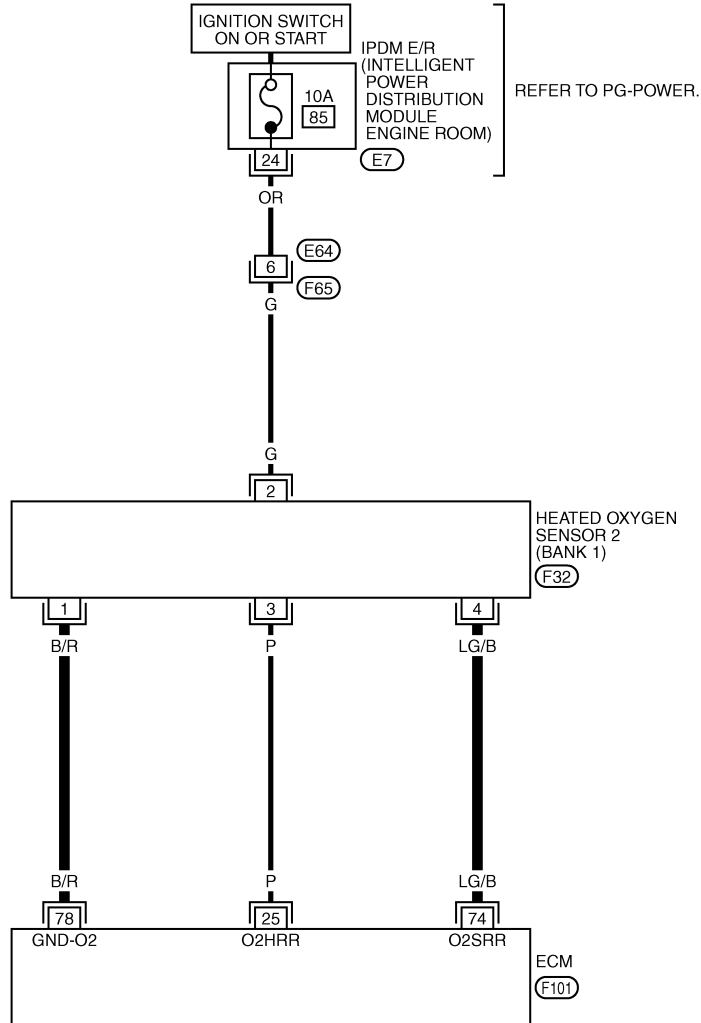 IGNITION SWITCH
ON OR START
IPDM E/R
(INTELLIGENT
POWER
DISTRIBUTION
MODULE
ENGINE ROOM)
REFER TO PG-POWER.
10A
85
24
E7
OR
E64
6
F65
G
G
2
HEATED OXYGEN
SENSOR 2
(BANK 1)
F32
1 3 4
B/R P LG/B
B/R P LG/B
78 25 74
GND-O2 O2HRR O2SRR
ECM
F101